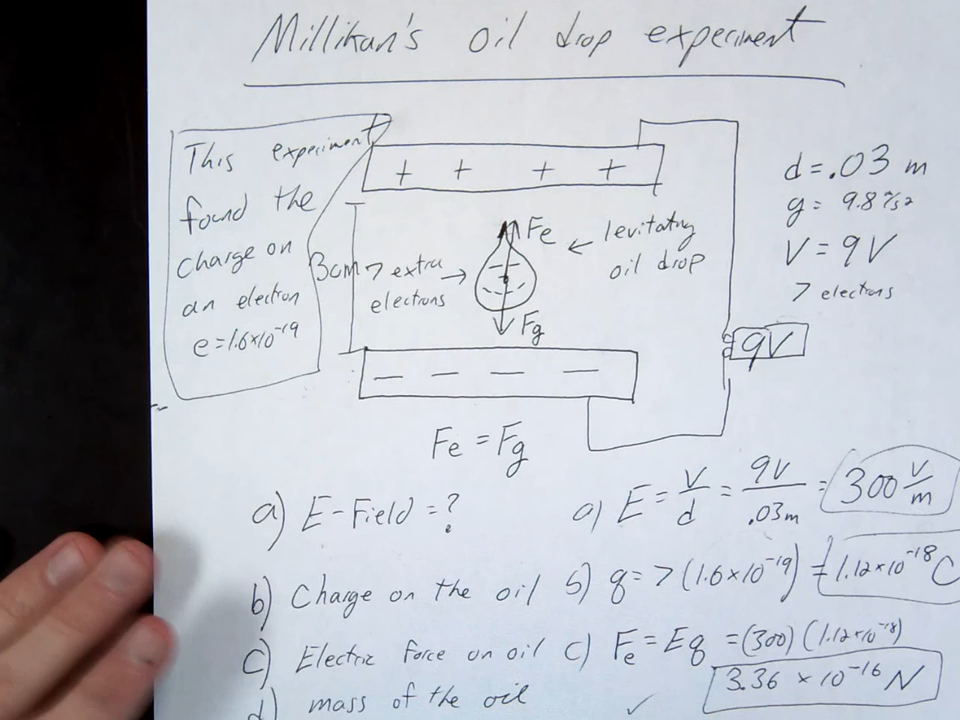 Millikan's oil drop experiment
This experiment
found the
charge on
an electron
e=1.6×10⁻¹⁹
+ + + +
3cm
7 extra
electrons
Fe
levitating
oil drop
Fg
d=.03 m
g= 9.8 m/s²
V=9V
7 electrons
9V
— — — —
Fe = Fg
a) E-Field = ?
a) E = V/d = 9V/.03m = 300 V/m
b) Charge on the oil
b) q= 7(1.6×10⁻¹⁹) = 1.12×10⁻¹⁸ C
c) Electric force on oil
c) Fe = Eq = (300)(1.12×10⁻¹⁸)
3.36 × 10⁻¹⁶ N
d) mass of the oil